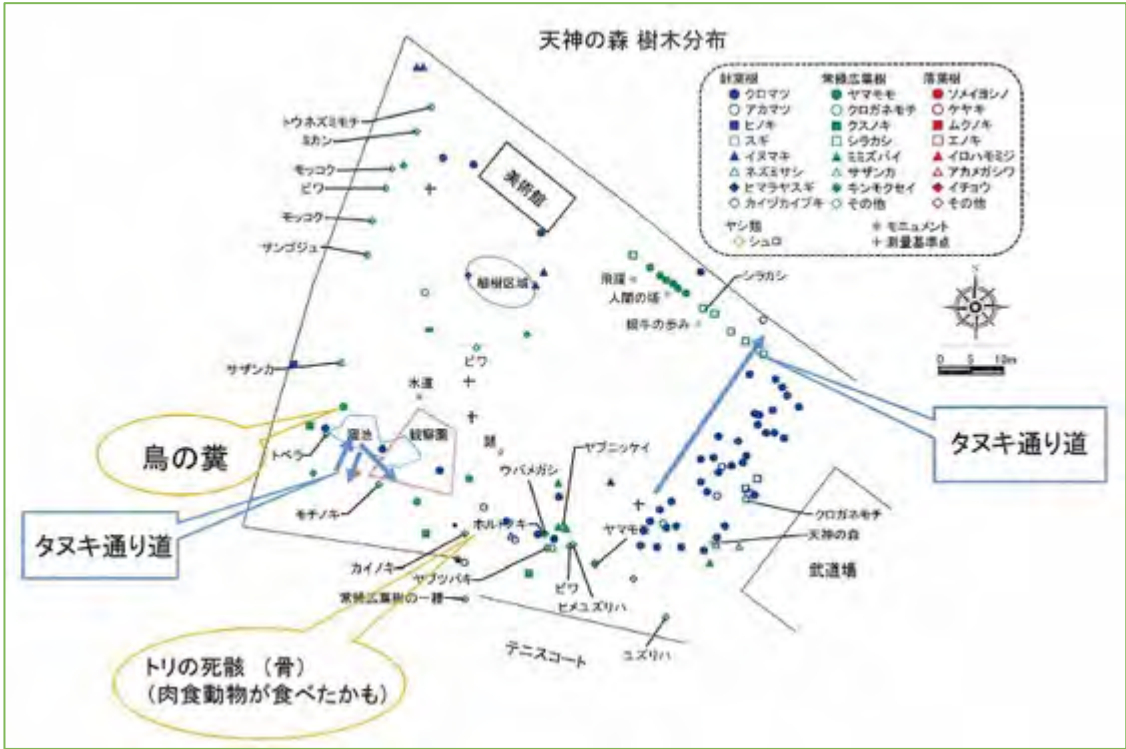 天神の森 樹木分布
針葉樹
クロマツ
アカマツ
ヒノキ
スギ
イヌマキ
ネズミサシ
ヒマラヤスギ
カイヅカイブキ
常緑広葉樹
ヤマモモ
クロガネモチ
クスノキ
シラカシ
ミミズバイ
サザンカ
キンモクセイ
その他
落葉樹
ソメイヨシノ
ケヤキ
ムクノキ
エノキ
イロハモミジ
アカメガシワ
イチョウ
その他
ヤシ類
シュロ
モニュメント
測量基準点
S
0 5 10m
トウネズミモチ
ミカン
モッコク
ビワ
モッコク
サンゴジュ
美術館
植樹区域
飛躍
人間の塔
シラカシ
ビワ
サザンカ
水道
鳥の糞
トベラ
観察園
タヌキ通り道
タヌキ通り道
モチノキ
ウバメガシ
ヤブニッケイ
ホルトノキ
ヤマモモ
クロガネモチ
天神の森
武道場
カイノキ
ヤブツバキ
ビワ
ヒメユズリハ
常緑広葉樹の一種
ユズリハ
テニスコート
トリの死骸 (骨)
(肉食動物が食べたかも)